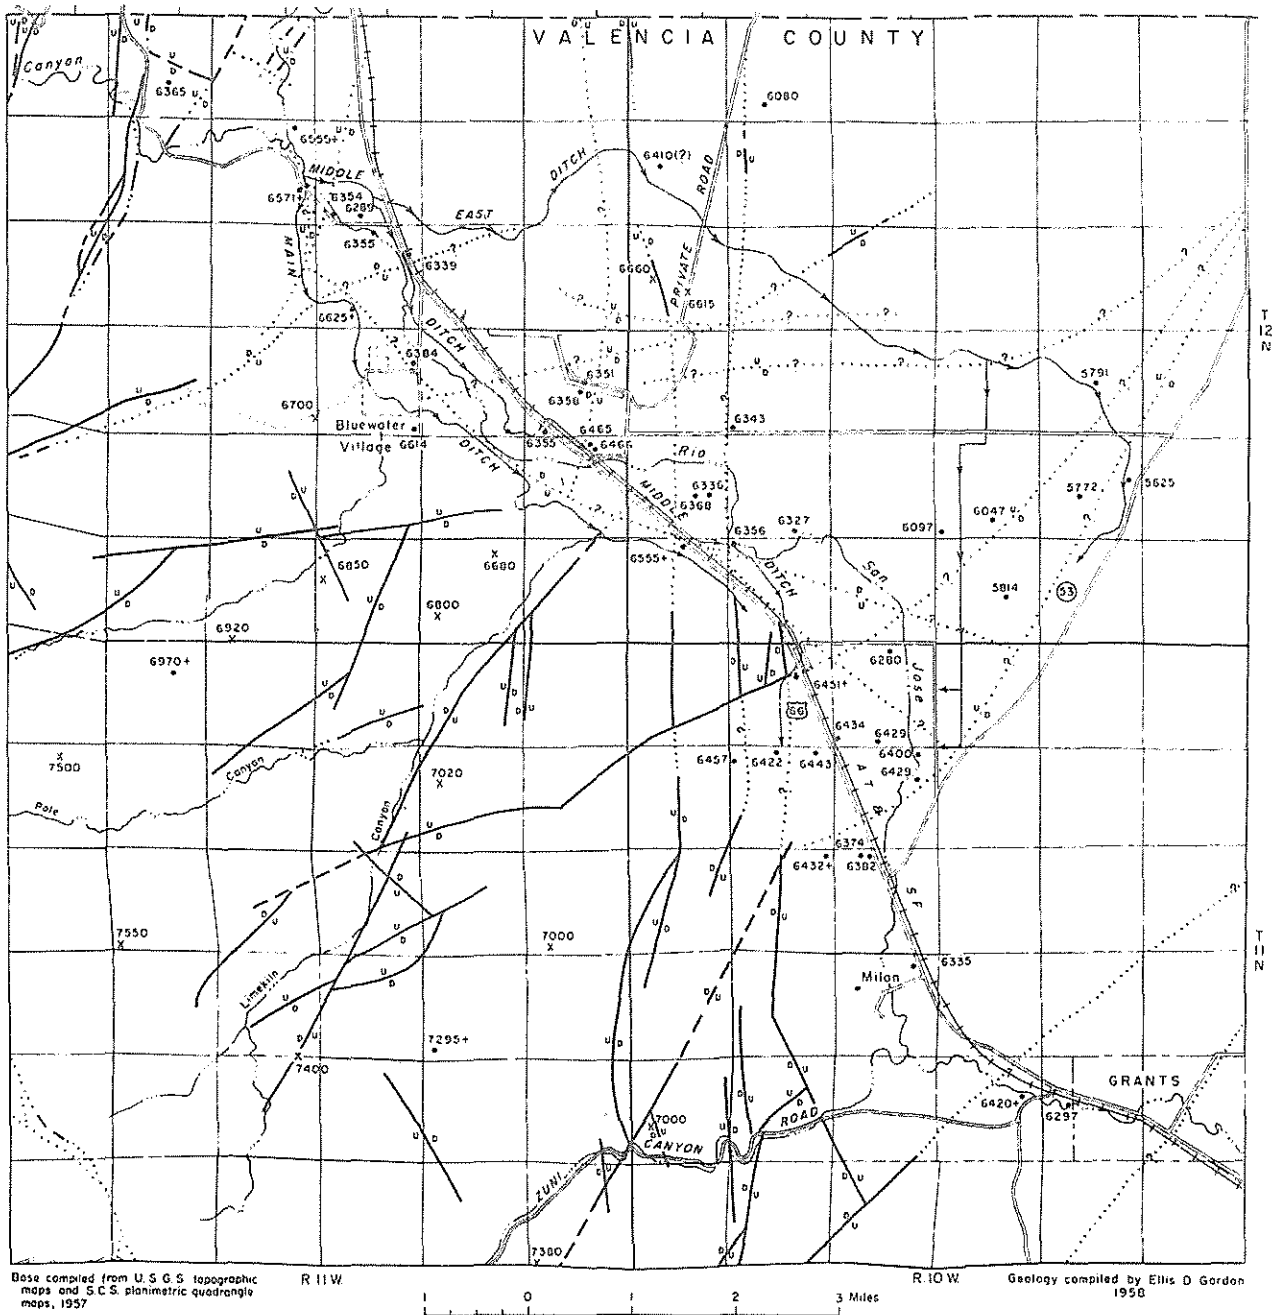 VALENCIA COUNTY
Canyon
6365
6080
6555+
6410(?)
MIDDLE
DITCH
ROAD
6571+
6354
6289
EAST
6355
MAIN
6339
6660
PRIVATE
6615
6625
DITCH
T
12
N
6384
6351
5791
6358
6700
6343
Bluewater
Village
6614
6465
6355
6466
DITCH
Rio
MIDDLE
6336
6368
5772
5625
6047
6327
6097
6356
6555+
DITCH
San
6680
6850
5814
53
6800
6920
6970+
6280
Jose
6451+
66
6434
6429
6400
7500
Canyon
6457
6422
6443
AT &
6429
7020
Pole
Canyon
6374
6432+
6382
SF
7550
7000
T
11
N
6335
Milan
Limekiln
7295+
7400
GRANTS
6420+
6297
7000
ROAD
CANYON
ZUNI
7380
Base compiled from U.S.G.S. topographic
maps and S.C.S. planimetric quadrangle
maps, 1957
R 11 W.
R. 10 W.
Geology compiled by Ellis D Gordon
1958
1 0 1 2 3 Miles